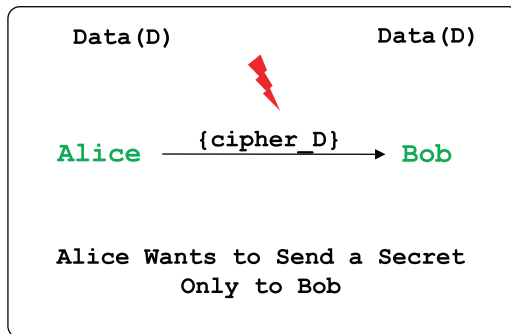 Data(D) Data(D)
{cipher_D}
Alice Bob
Alice Wants to Send a Secret
Only to Bob